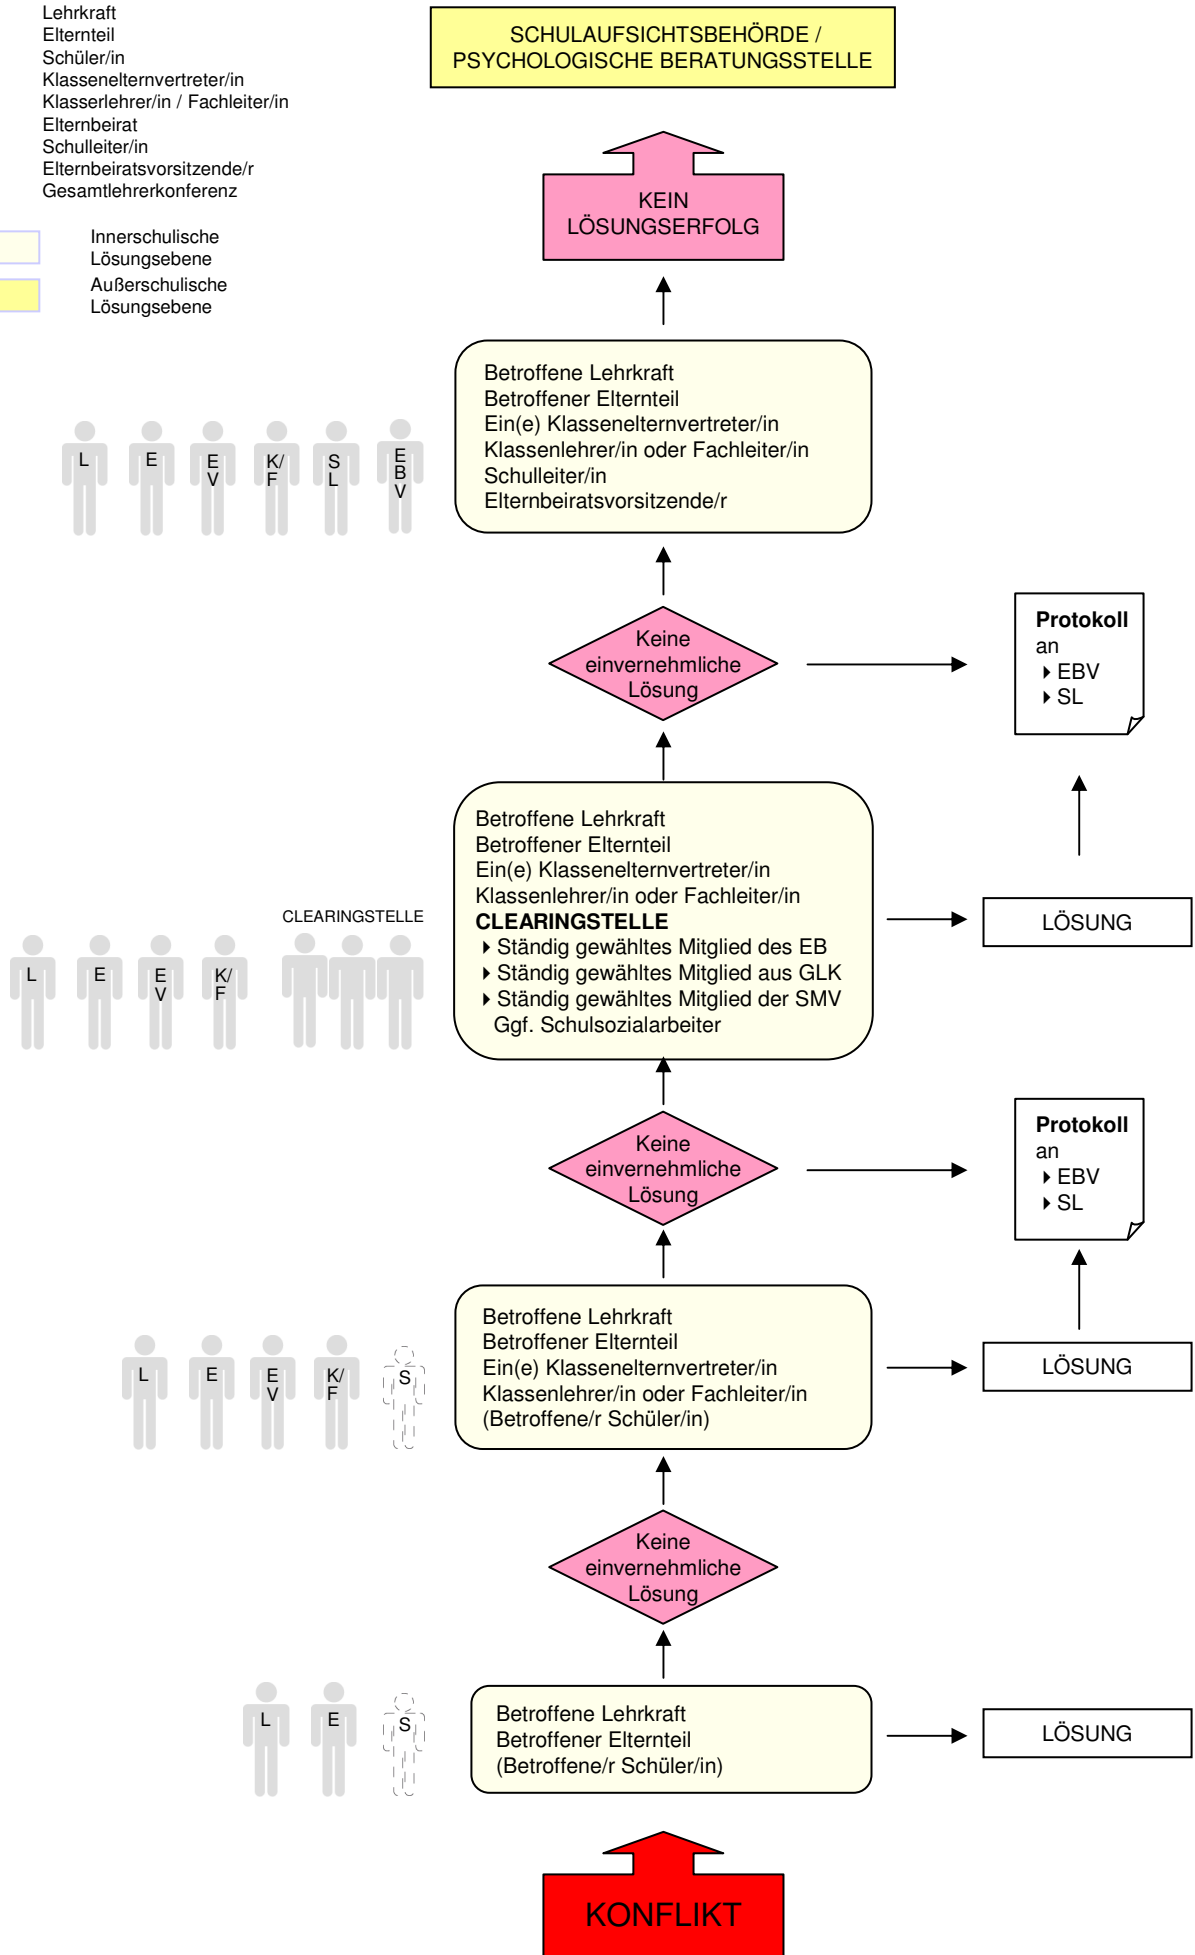 Lehrkraft
Elternteil
Schüler/in
Klassenelternvertreter/in
Klasserlehrer/in / Fachleiter/in
Elternbeirat
Schulleiter/in
Elternbeiratsvorsitzende/r
Gesamtlehrerkonferenz
Innerschulische
Lösungsebene
Außerschulische
Lösungsebene
SCHULAUFSICHTSBEHÖRDE /
PSYCHOLOGISCHE BERATUNGSSTELLE
KEIN
LÖSUNGSERFOLG
L
E
E
V
K/
F
S
L
E
B
V
Betroffene Lehrkraft
Betroffener Elternteil
Ein(e) Klassenelternvertreter/in
Klassenlehrer/in oder Fachleiter/in
Schulleiter/in
Elternbeiratsvorsitzende/r
Keine
einvernehmliche
Lösung
Protokoll
an
EBV
SL
CLEARINGSTELLE
L
E
E
V
K/
F
Betroffene Lehrkraft
Betroffener Elternteil
Ein(e) Klassenelternvertreter/in
Klassenlehrer/in oder Fachleiter/in
CLEARINGSTELLE
Ständig gewähltes Mitglied des EB
Ständig gewähltes Mitglied aus GLK
Ständig gewähltes Mitglied der SMV
Ggf. Schulsozialarbeiter
LÖSUNG
Keine
einvernehmliche
Lösung
Protokoll
an
EBV
SL
L
E
E
V
K/
F
S
Betroffene Lehrkraft
Betroffener Elternteil
Ein(e) Klassenelternvertreter/in
Klassenlehrer/in oder Fachleiter/in
(Betroffene/r Schüler/in)
LÖSUNG
Keine
einvernehmliche
Lösung
L
E
S
Betroffene Lehrkraft
Betroffener Elternteil
(Betroffene/r Schüler/in)
LÖSUNG
KONFLIKT